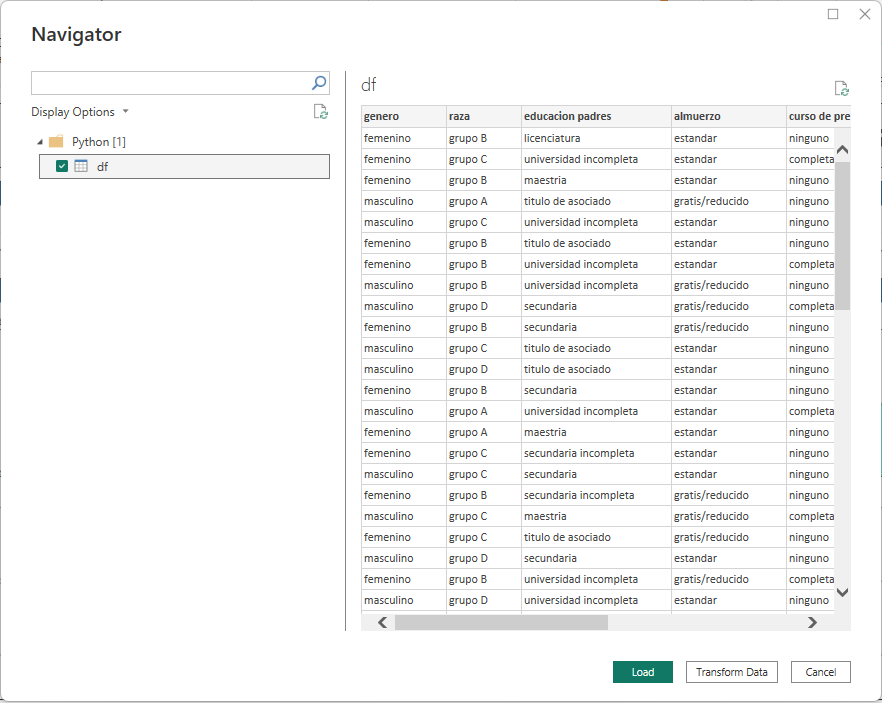 Navigator
Display Options
Python [1]
df
df
genero raza educacion padres almuerzo curso de pre
femenino grupo B licenciatura estandar ninguno
femenino grupo C universidad incompleta estandar completa
femenino grupo B maestria estandar ninguno
masculino grupo A titulo de asociado gratis/reducido ninguno
masculino grupo C universidad incompleta estandar ninguno
femenino grupo B titulo de asociado estandar ninguno
femenino grupo B universidad incompleta estandar completa
masculino grupo B universidad incompleta gratis/reducido ninguno
masculino grupo D secundaria gratis/reducido completa
femenino grupo B secundaria gratis/reducido ninguno
masculino grupo C titulo de asociado estandar ninguno
masculino grupo D titulo de asociado estandar ninguno
femenino grupo B secundaria estandar ninguno
masculino grupo A universidad incompleta estandar completa
femenino grupo A maestria estandar ninguno
femenino grupo C secundaria incompleta estandar ninguno
masculino grupo C secundaria estandar ninguno
femenino grupo B secundaria incompleta gratis/reducido ninguno
masculino grupo C maestria gratis/reducido completa
femenino grupo C titulo de asociado gratis/reducido ninguno
masculino grupo D secundaria estandar ninguno
femenino grupo B universidad incompleta gratis/reducido completa
masculino grupo D universidad incompleta estandar ninguno
Load Transform Data Cancel